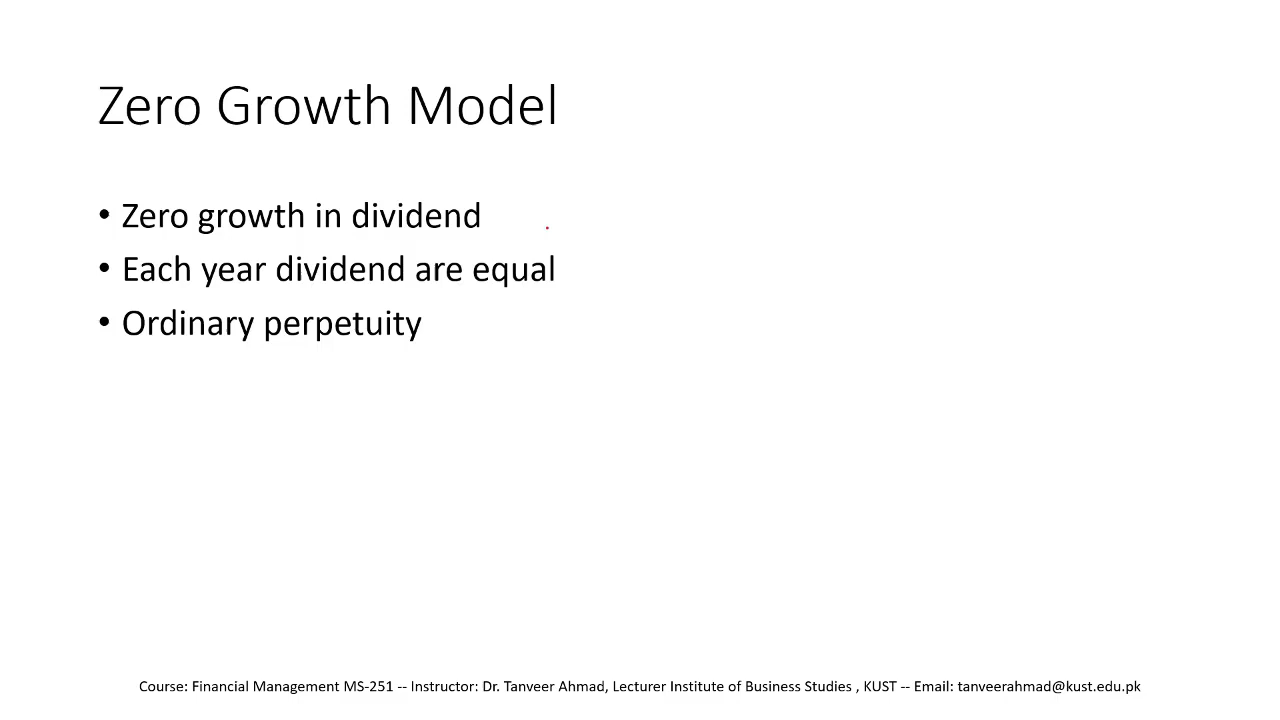 Zero Growth Model
• Zero growth in dividend
• Each year dividend are equal
• Ordinary perpetuity
Course: Financial Management MS-251 -- Instructor: Dr. Tanveer Ahmad, Lecturer Institute of Business Studies , KUST -- Email: tanveerahmad@kust.edu.pk